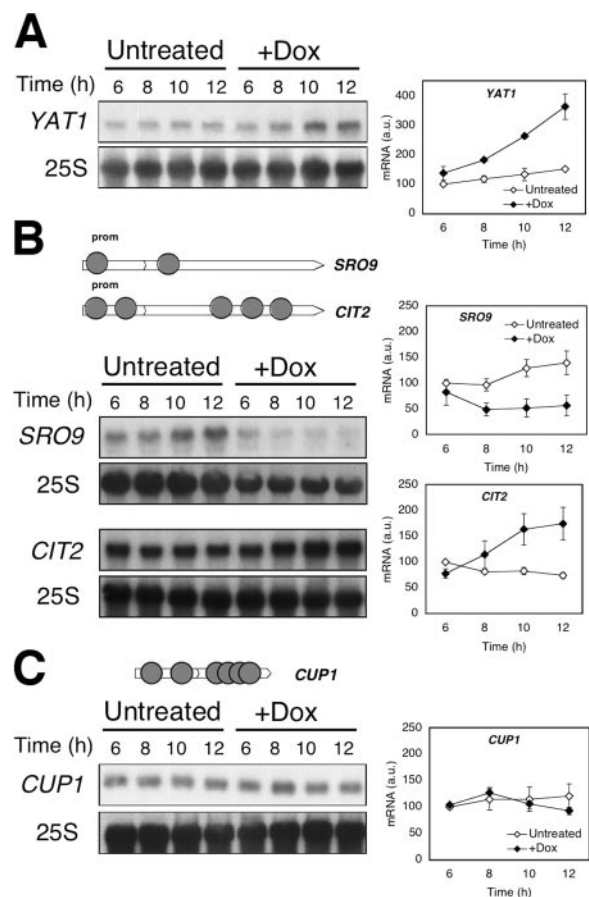 A
Untreated +Dox
Time (h) 6 8 10 12 6 8 10 12
YAT1
25S
YAT1
mRNA (a.u.)
400
300
200
100
0
Untreated
+Dox
6 8 10 12
Time (h)
B
prom
SRO9
prom
CIT2
Untreated +Dox
6 8 10 12 6 8 10 12
SRO9
25S
CIT2
25S
SRO9
mRNA (a.u.)
250
200
150
100
50
0
Untreated
+Dox
6 8 10 12
Time (h)
CIT2
mRNA (a.u.)
250
200
150
100
50
0
6 8 10 12
Time (h)
C
CUP1
Untreated +Dox
Time (h) 6 8 10 12 6 8 10 12
CUP1
25S
CUP1
mRNA (a.u.)
250
200
150
100
50
0
Untreated
+Dox
6 8 10 12
Time (h)